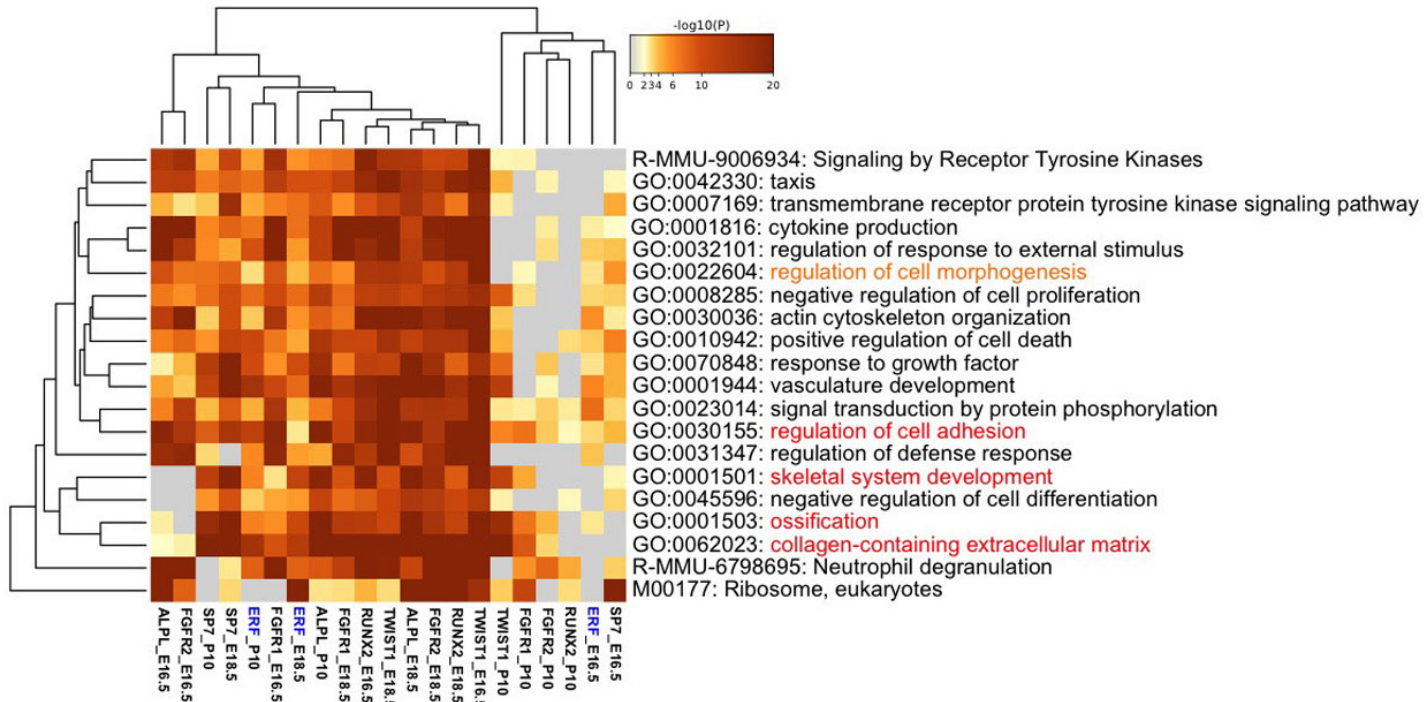 -log10(P)
0 2 3 4 6 10 20
R-MMU-9006934: Signaling by Receptor Tyrosine Kinases
GO:0042330: taxis
GO:0007169: transmembrane receptor protein tyrosine kinase signaling pathway
GO:0001816: cytokine production
GO:0032101: regulation of response to external stimulus
GO:0022604: regulation of cell morphogenesis
GO:0008285: negative regulation of cell proliferation
GO:0030036: actin cytoskeleton organization
GO:0010942: positive regulation of cell death
GO:0070848: response to growth factor
GO:0001944: vasculature development
GO:0023014: signal transduction by protein phosphorylation
GO:0030155: regulation of cell adhesion
GO:0031347: regulation of defense response
GO:0001501: skeletal system development
GO:0045596: negative regulation of cell differentiation
GO:0001503: ossification
GO:0062023: collagen-containing extracellular matrix
R-MMU-6798695: Neutrophil degranulation
M00177: Ribosome, eukaryotes
ALPL_E16.5
FGFR2_E16.5
SP7_P10
SP7_E18.5
ERF_P10
FGFR1_E16.5
ERF_E18.5
ALPL_P10
FGFR1_E18.5
RUNX2_E16.5
TWIST1_E18.5
ALPL_E18.5
FGFR2_E18.5
RUNX2_E18.5
TWIST1_E16.5
TWIST1_P10
FGFR1_P10
FGFR2_P10
RUNX2_P10
ERF_E16.5
SP7_E16.5